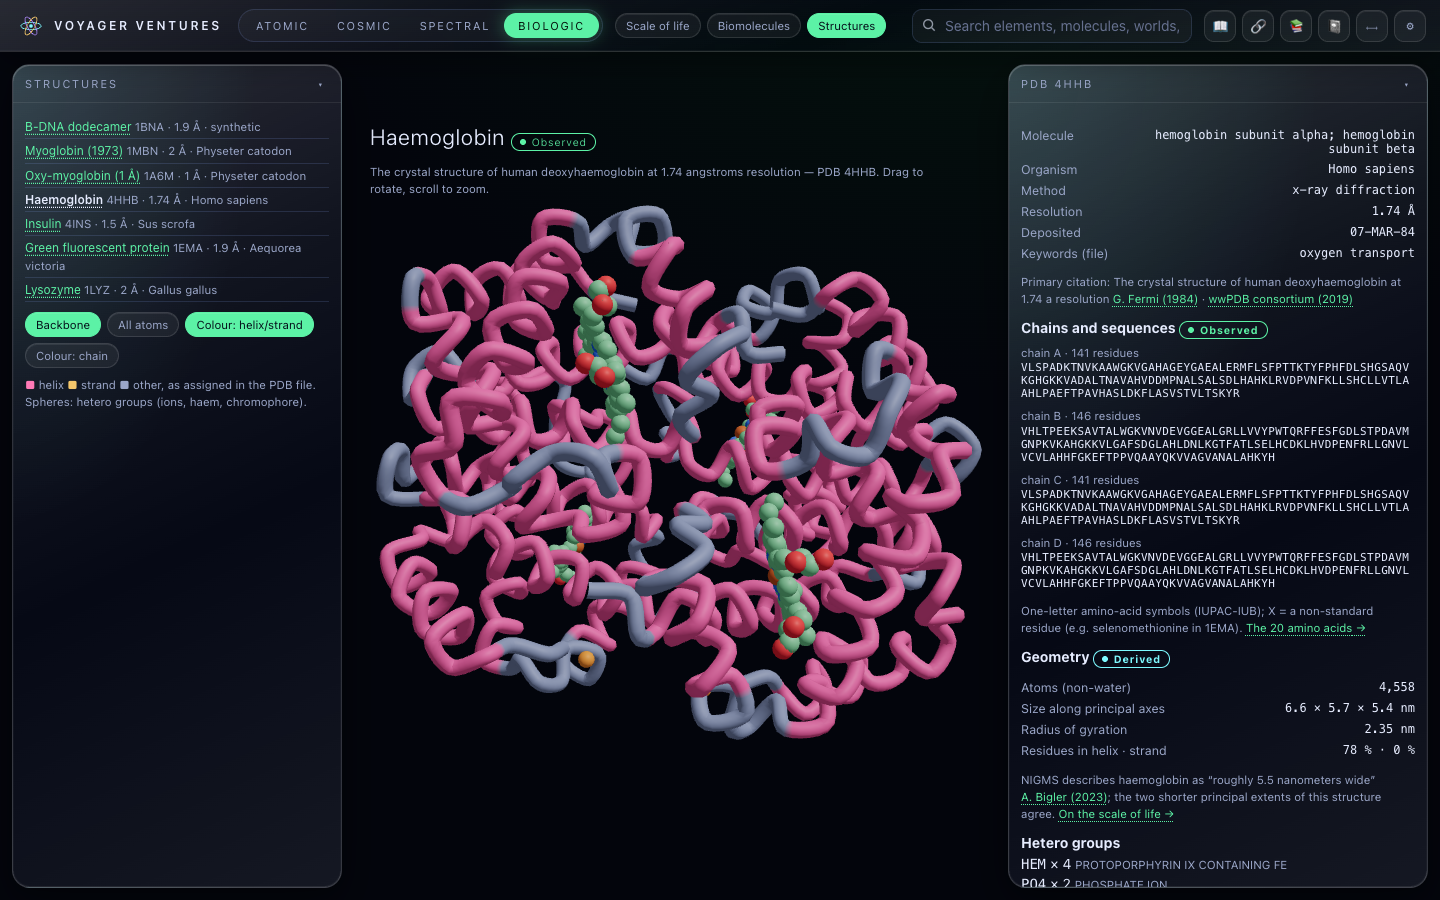 VOYAGER VENTURES
ATOMIC
COSMIC
SPECTRAL
BIOLOGIC
Scale of life
Biomolecules
Structures
Search elements, molecules, worlds,
STRUCTURES
B-DNA dodecamer 1BNA · 1.9 Å · synthetic
Myoglobin (1973) 1MBN · 2 Å · Physeter catodon
Oxy-myoglobin (1 Å) 1A6M · 1 Å · Physeter catodon
Haemoglobin 4HHB · 1.74 Å · Homo sapiens
Insulin 4INS · 1.5 Å · Sus scrofa
Green fluorescent protein 1EMA · 1.9 Å · Aequorea
victoria
Lysozyme 1LYZ · 2 Å · Gallus gallus
Backbone
All atoms
Colour: helix/strand
Colour: chain
helix strand other, as assigned in the PDB file.
Spheres: hetero groups (ions, haem, chromophore).
Haemoglobin
Observed
The crystal structure of human deoxyhaemoglobin at 1.74 angstroms resolution — PDB 4HHB. Drag to
rotate, scroll to zoom.
PDB 4HHB
Molecule hemoglobin subunit alpha; hemoglobin
subunit beta
Organism Homo sapiens
Method x-ray diffraction
Resolution 1.74 Å
Deposited 07-MAR-84
Keywords (file) oxygen transport
Primary citation: The crystal structure of human deoxyhaemoglobin at
1.74 a resolution G. Fermi (1984) · wwPDB consortium (2019)
Chains and sequences Observed
chain A · 141 residues
VLSPADKTNVKAAWGKVGAHAGEYGAEALERMFLSFPTTKTYFPHFDLSHGSAQV
KGHGKKVADALTNAVAHVDDMPNALSALSDLHAHKLRVDPVNFKLLSHCLLVTLA
AHLPAEFTPAVHASLDKFLASVSTVLTSKYR
chain B · 146 residues
VHLTPEEKSAVTALWGKVNVDEVGGEALGRLLVVYPWTQRFFESFGDLSTPDAVM
GNPKVKAHGKKVLGAFSDGLAHLDNLKGTFATLSELHCDKLHVDPENFRLLGNVL
VCVLAHHFGKEFTPPVQAAYQKVVAGVANALAHKYH
chain C · 141 residues
VLSPADKTNVKAAWGKVGAHAGEYGAEALERMFLSFPTTKTYFPHFDLSHGSAQV
KGHGKKVADALTNAVAHVDDMPNALSALSDLHAHKLRVDPVNFKLLSHCLLVTLA
AHLPAEFTPAVHASLDKFLASVSTVLTSKYR
chain D · 146 residues
VHLTPEEKSAVTALWGKVNVDEVGGEALGRLLVVYPWTQRFFESFGDLSTPDAVM
GNPKVKAHGKKVLGAFSDGLAHLDNLKGTFATLSELHCDKLHVDPENFRLLGNVL
VCVLAHHFGKEFTPPVQAAYQKVVAGVANALAHKYH
One-letter amino-acid symbols (IUPAC-IUB); X = a non-standard
residue (e.g. selenomethionine in 1EMA). The 20 amino acids →
Geometry Derived
Atoms (non-water) 4,558
Size along principal axes 6.6 × 5.7 × 5.4 nm
Radius of gyration 2.35 nm
Residues in helix · strand 78 % · 0 %
NIGMS describes haemoglobin as “roughly 5.5 nanometers wide”
A. Bigler (2023); the two shorter principal extents of this structure
agree. On the scale of life →
Hetero groups
HEM × 4 PROTOPORPHYRIN IX CONTAINING FE
PO4 × 2 PHOSPHATE ION